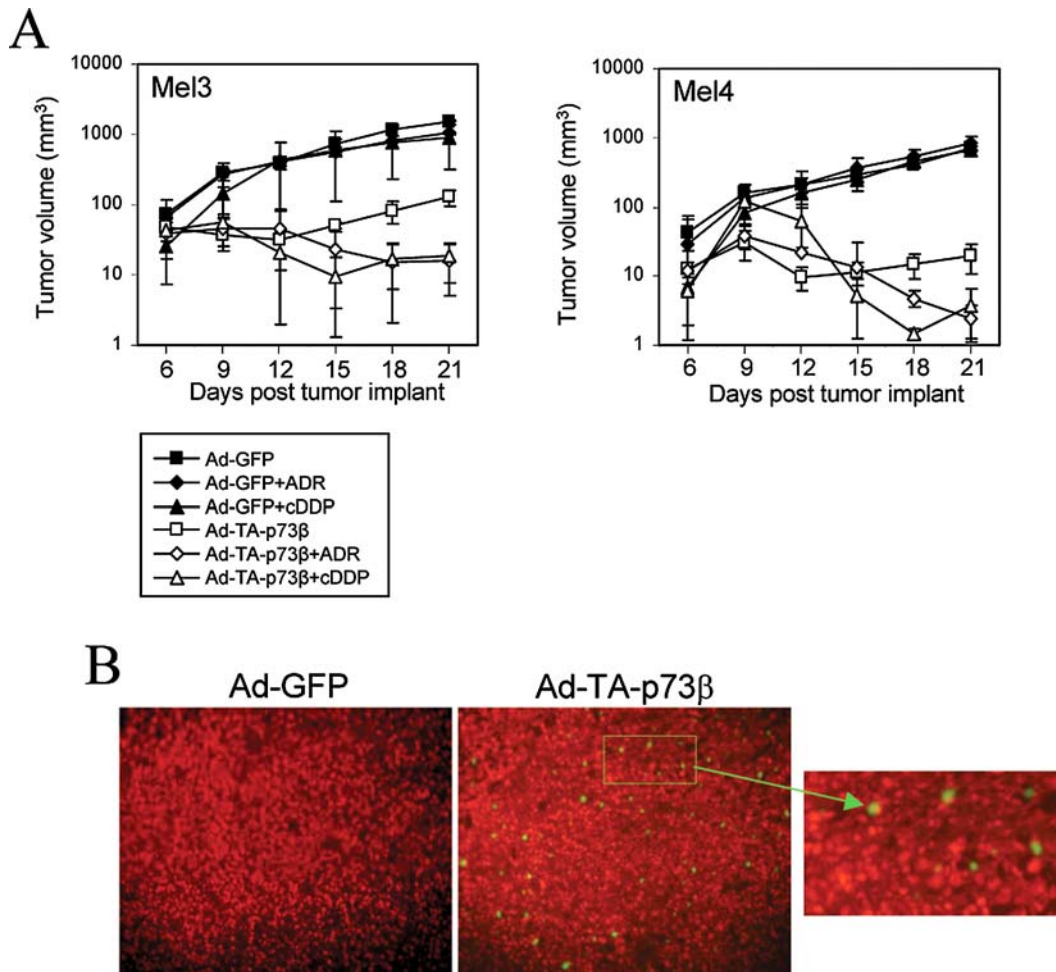 A
Mel3
Tumor volume (mm³)
10000
1000
100
10
1
6 9 12 15 18 21
Days post tumor implant
Mel4
Tumor volume (mm³)
10000
1000
100
10
1
6 9 12 15 18 21
Days post tumor implant
Ad-GFP
Ad-GFP+ADR
Ad-GFP+cDDP
Ad-TA-p73β
Ad-TA-p73β+ADR
Ad-TA-p73β+cDDP
B
Ad-GFP
Ad-TA-p73β